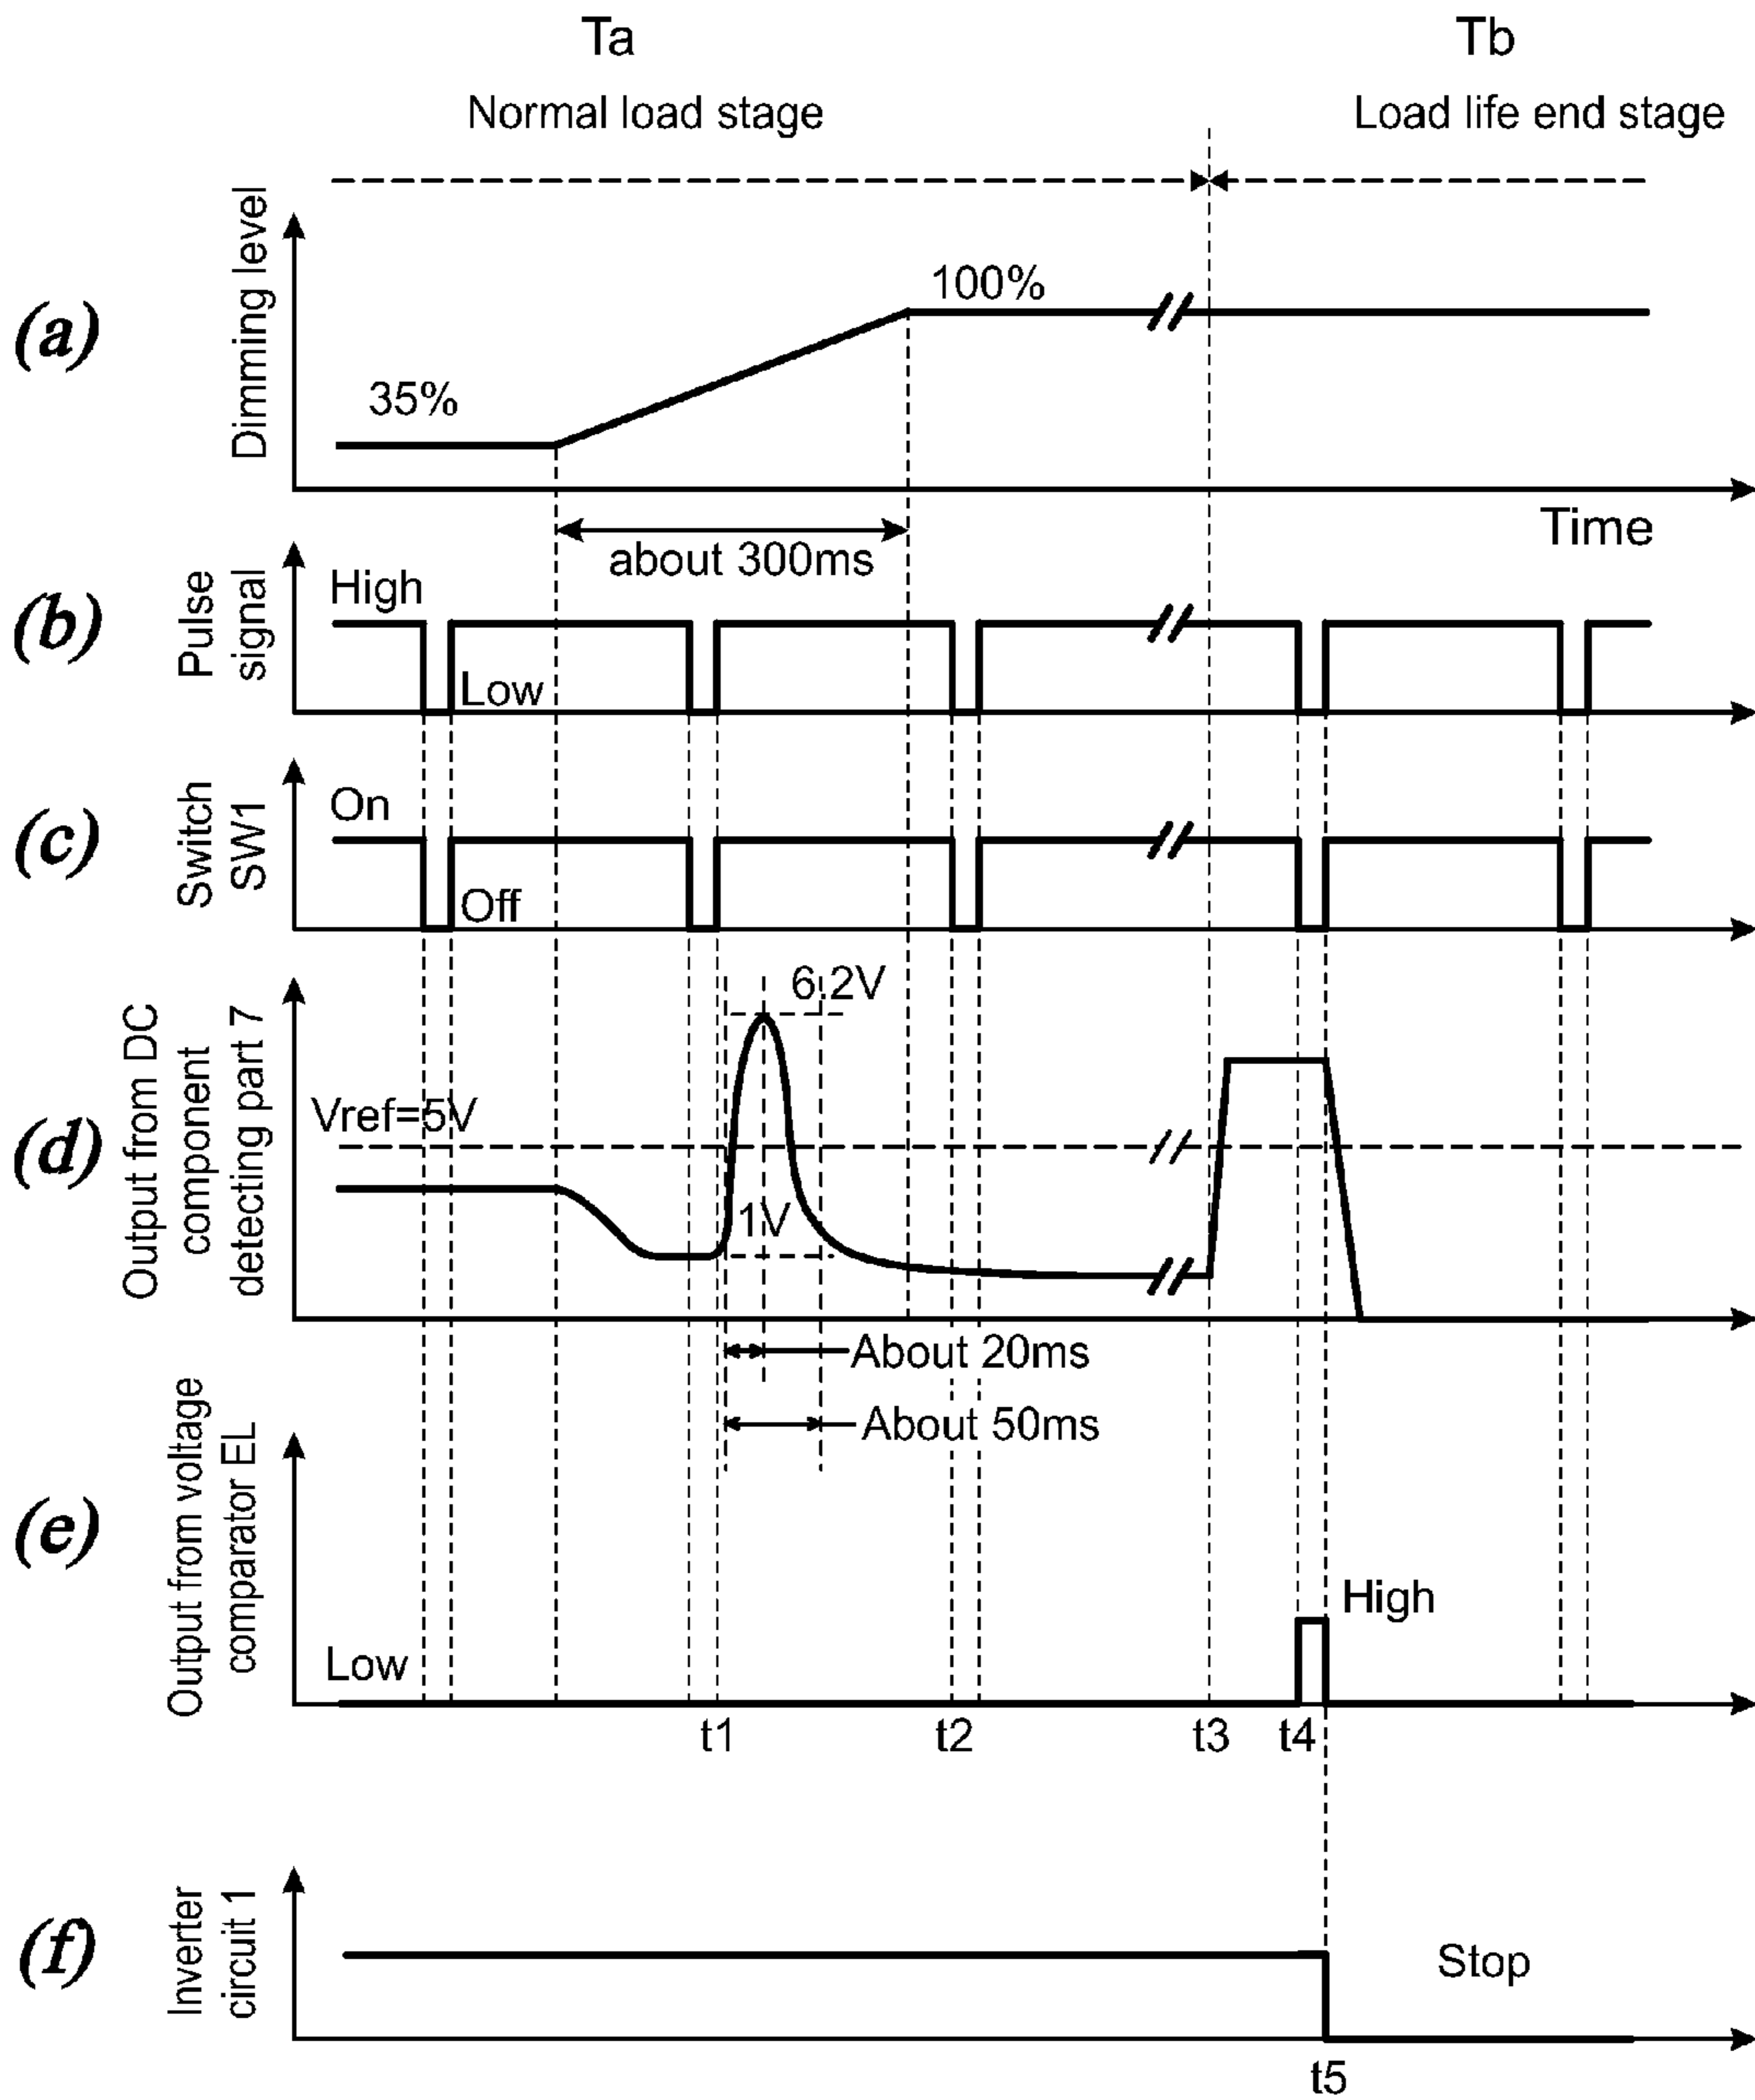 Ta
Tb
Normal load stage
Load life end stage
(a)
Dimming level
35%
100%
Time
about 300ms
(b)
Pulse
signal
High
Low
(c)
Switch
SW1
On
Off
(d)
Output from DC
component
detecting part 7
6.2V
Vref=5V
1V
About 20ms
About 50ms
(e)
Output from voltage
comparator EL
High
Low
t1
t2
t3
t4
(f)
Inverter
circuit 1
Stop
t5